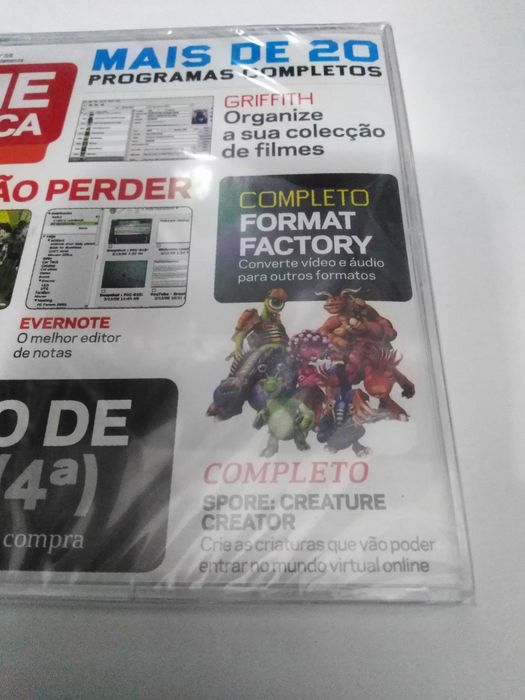 MAIS DE 20
PROGRAMAS COMPLETOS
GRIFFITH
Organize
a sua colecção
de filmes
ÃO PERDER
COMPLETO
FORMAT
FACTORY
Converte vídeo e áudio
para outros formatos
EVERNOTE
O melhor editor
de notas
O DE
(4ª)
compra
COMPLETO
SPORE: CREATURE
CREATOR
Crie as criaturas que vão poder
entrar no mundo virtual online